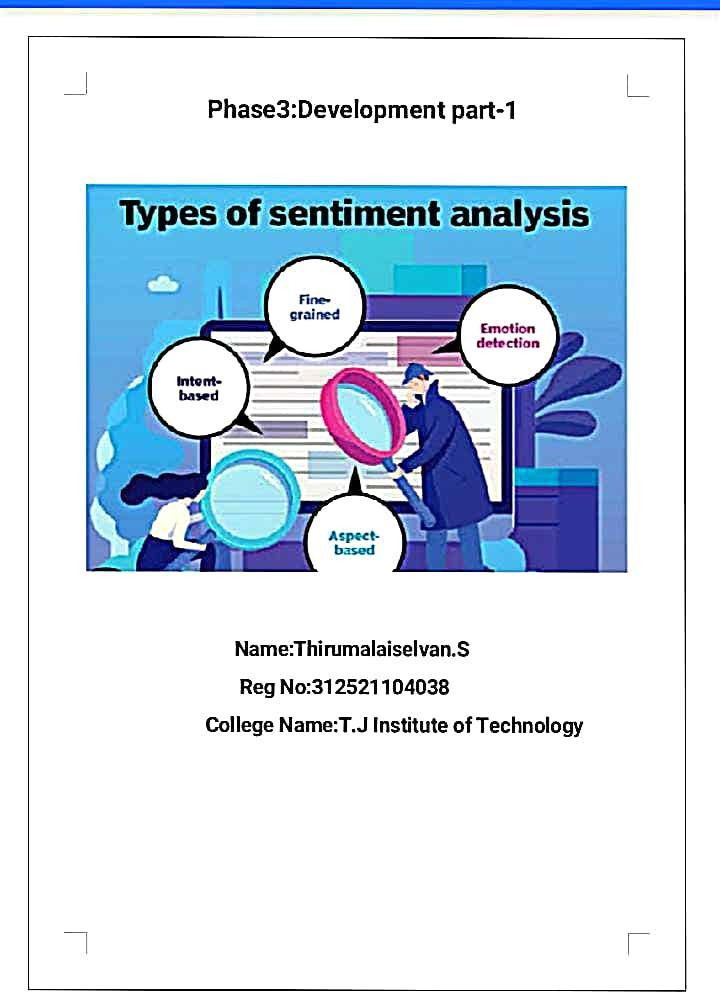 Phase3:Development part-1
Types of sentiment analysis
Fine-
grained
Emotion
detection
Intent-
based
Aspect-
based
Name:Thirumalaiselvan.S
Reg No:312521104038
College Name:T.J Institute of Technology